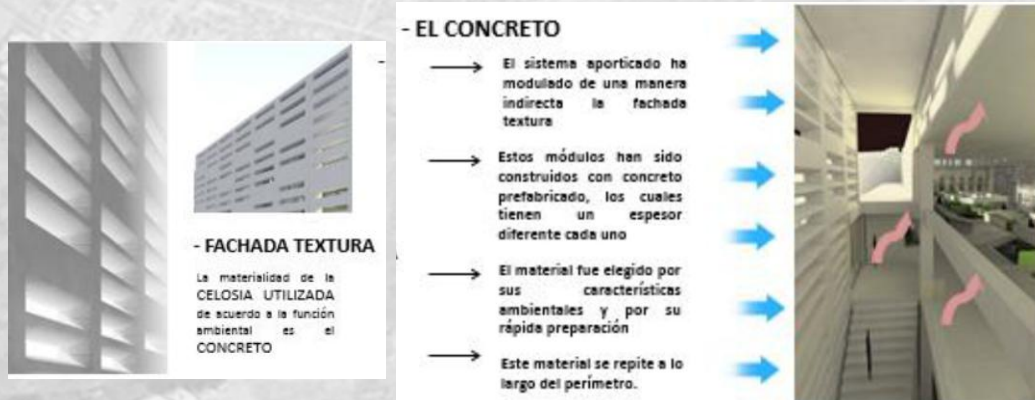 - FACHADA TEXTURA
La materialidad de la
CELOSIA UTILIZADA
de acuerdo a la función
ambiental es el
CONCRETO
- EL CONCRETO
El sistema aporticado ha
modulado de una manera
indirecta la fachada
textura
Estos módulos han sido
construidos con concreto
prefabricado, los cuales
tienen un espesor
diferente cada uno
El material fue elegido por
sus características
ambientales y por su
rápida preparación
Este material se repite a lo
largo del perímetro.